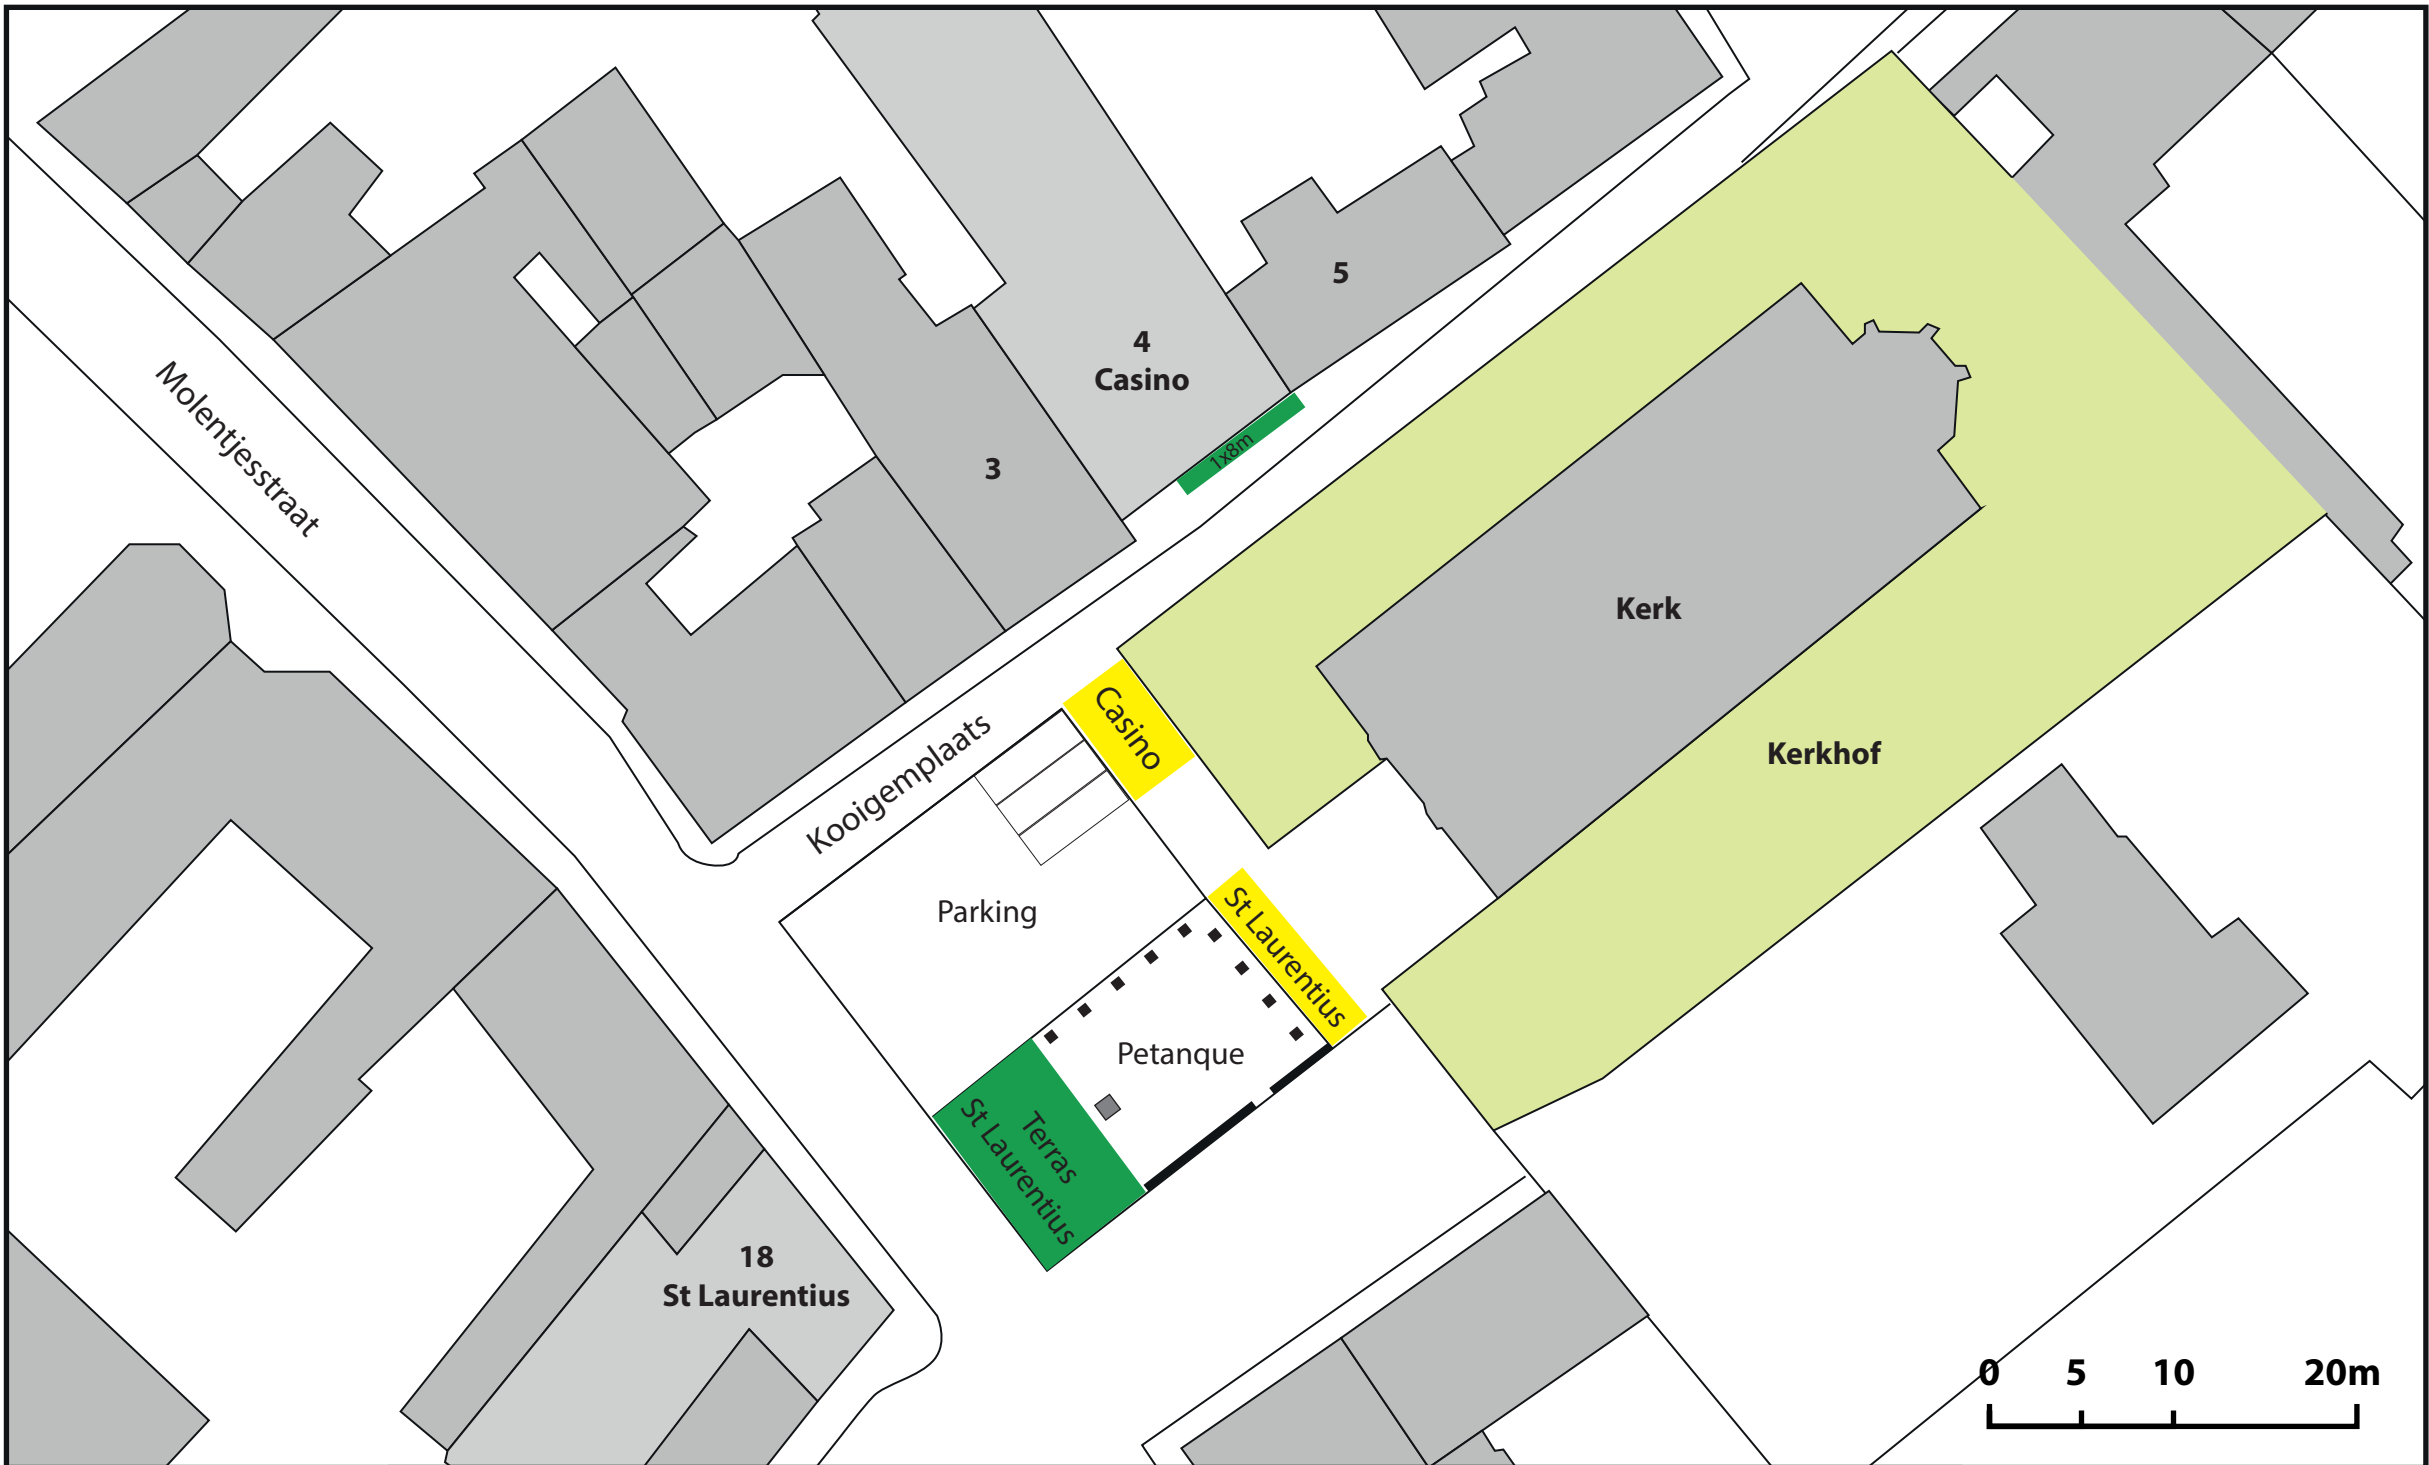 5
4
Casino
1x8m
3
Molentjesstraat
Kerk
Casino
Kooigemplaats
Kerkhof
Parking
St Laurentius
Petanque
Terras
St Laurentius
18
St Laurentius
0 5 10 20m